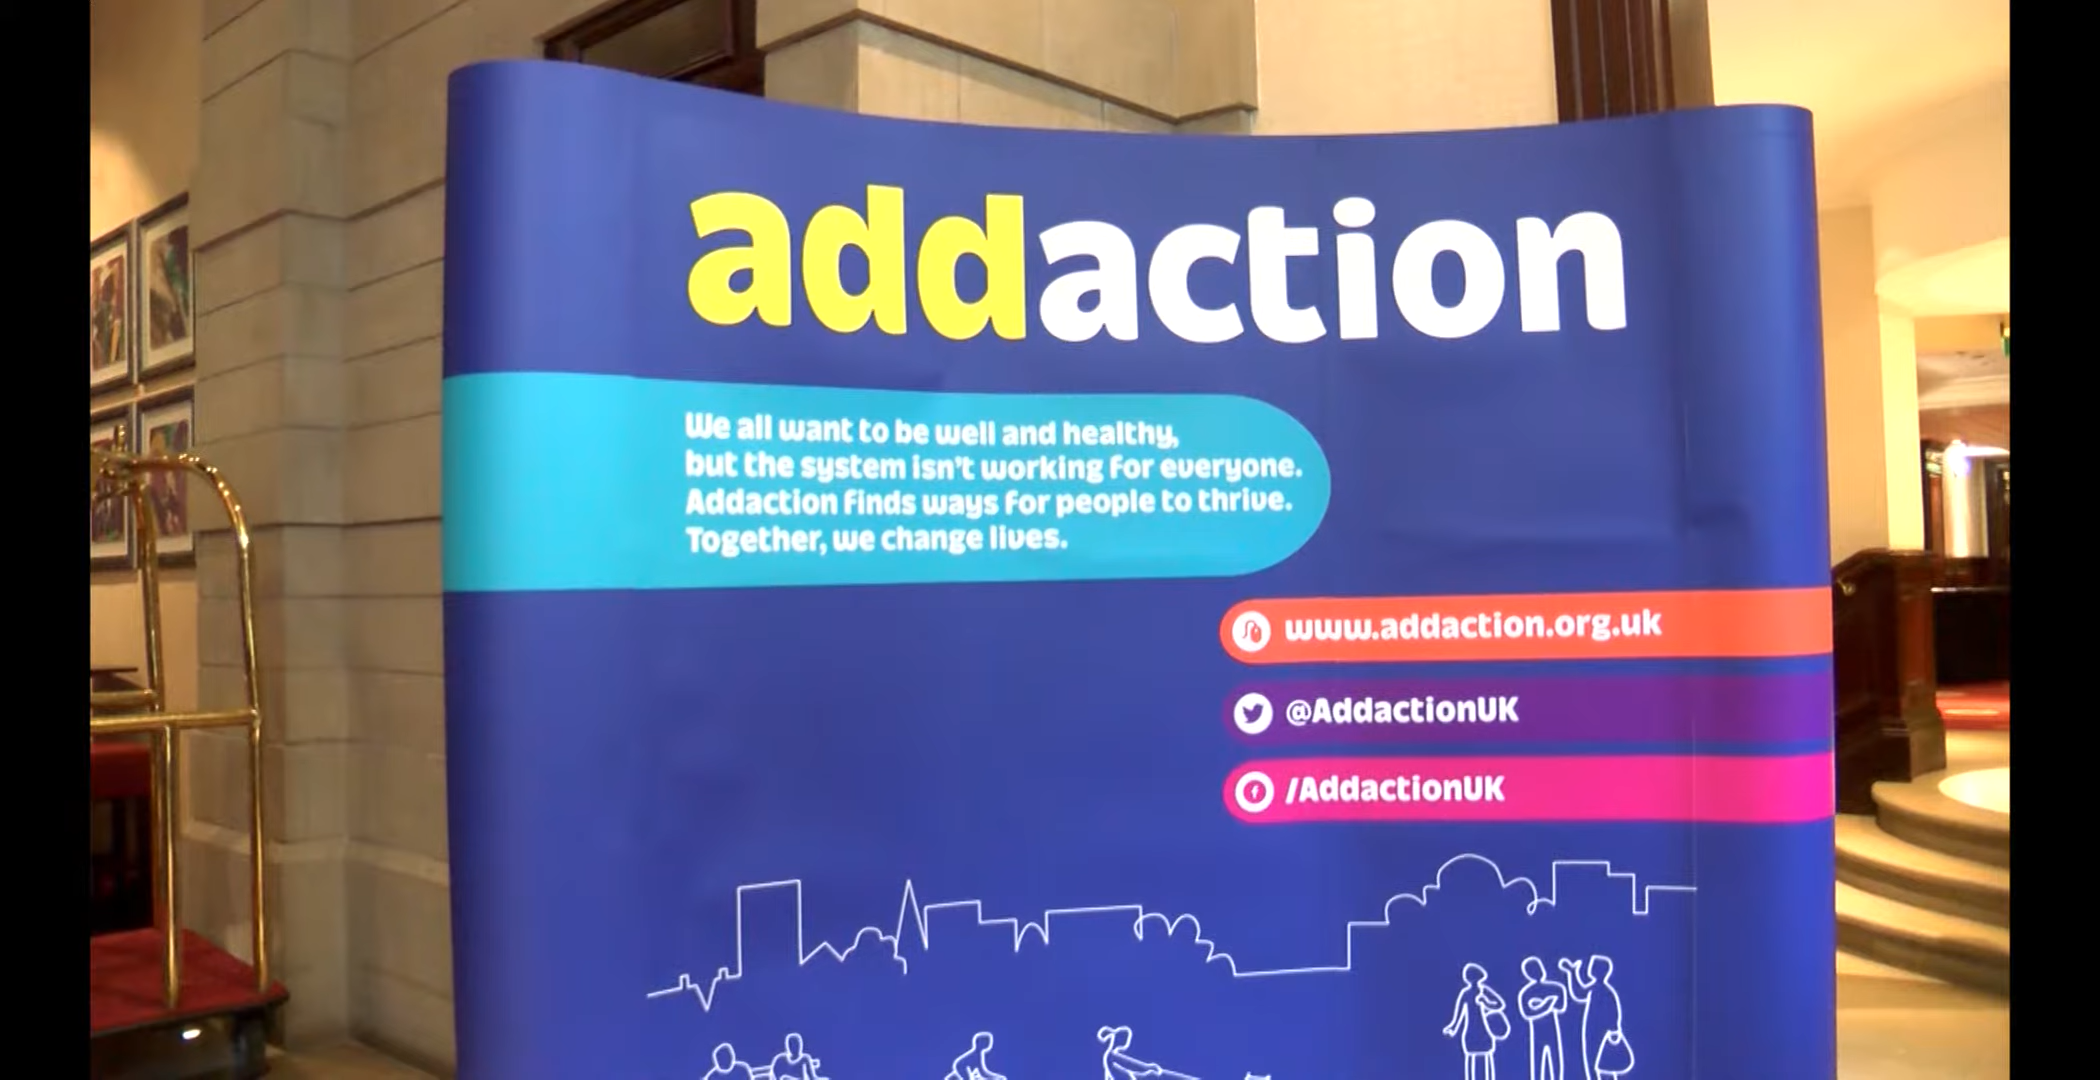 addaction
We all want to be well and healthy,
but the system isn't working for everyone.
Addaction finds ways for people to thrive.
Together, we change lives.
www.addaction.org.uk
@AddactionUK
/AddactionUK